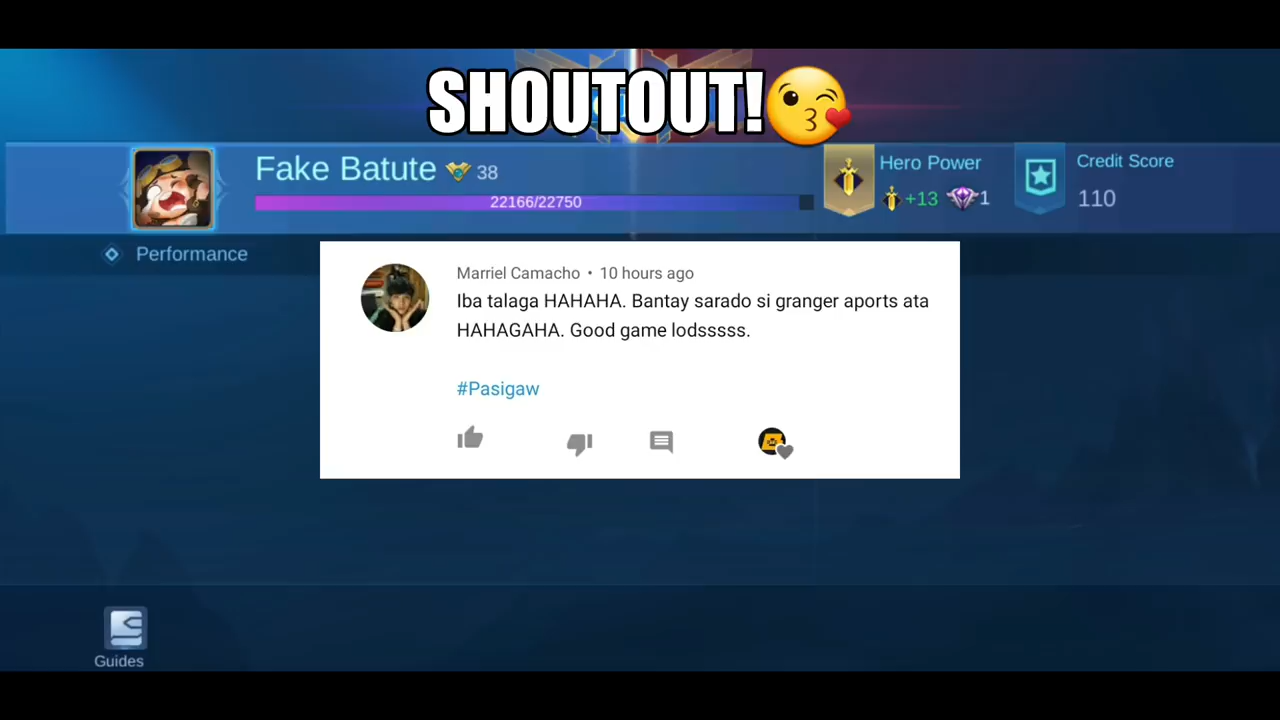 SHOUTOUT!😘
Fake Batute 38
22166/22750
Hero Power
+13 1
Credit Score
110
Performance
Marriel Camacho • 10 hours ago
Iba talaga HAHAHA. Bantay sarado si granger aports ata
HAHAGAHA. Good game lodsssss.
#Pasigaw
Guides